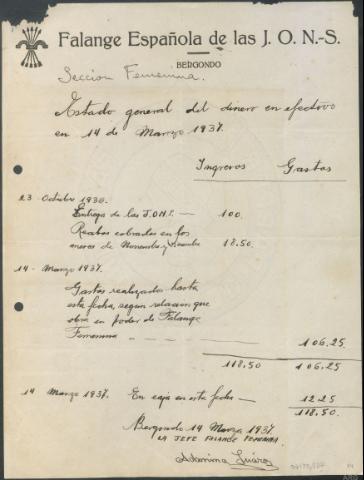 Falange Española de las J. O. N.-S.
BERGONDO
Sección Femenina.
Estado general del dinero en efectivo
en 14 de Marzo 1937.
Ingresos Gastos
23 - Octubre 1936.
Entrega de las J.O.N.S. — 100.
cobrados en los
meses de Noviembre y 18.50.
14 - Marzo 1937.
Gastos realizados hasta
esta fecha, según relación que
obra en poder de Falange
Femenina - - - - 106.25.
118.50 106.25
14 Marzo 1937. En caja en esta fecha — 12.25
118.50.
Bergondo 14 Marzo 1937.
LA JEFE FALANGE FEMENINA
Suárez